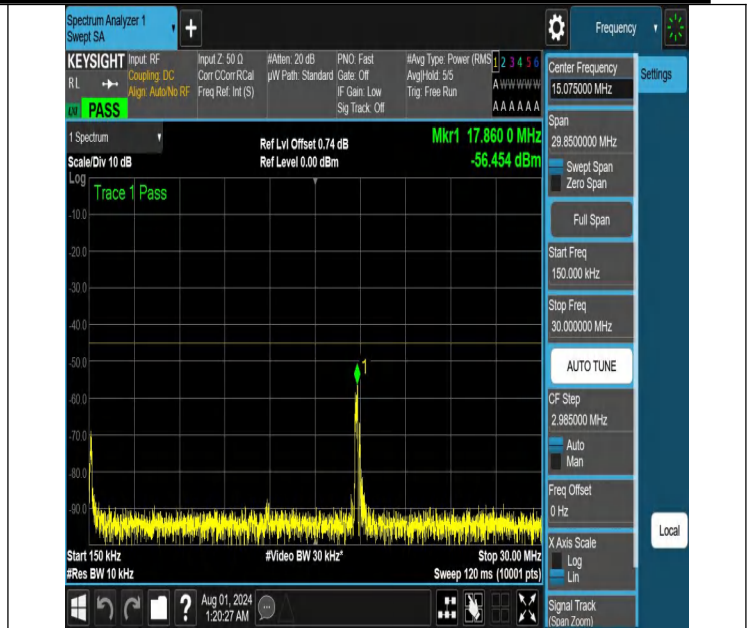 Spectrum Analyzer 1
Swept SA
+
Frequency
KEYSIGHT
RL
PASS
Input: RF
Coupling: DC
Align: Auto/No RF
Input Z: 50 Ω
Corr CCorr RCal
Freq Ref: Int (S)
#Atten: 20 dB
µW Path: Standard
PNO: Fast
Gate: Off
IF Gain: Low
Sig Track: Off
#Avg Type: Power (RMS
Avg|Hold: 5/5
Trig: Free Run
1 2 3 4 5 6
A W W W W W
A A A A A A
1 Spectrum
Scale/Div 10 dB
Ref Lvl Offset 0.74 dB
Ref Level 0.00 dBm
Mkr1 17.860 0 MHz
-56.454 dBm
Log
Trace 1 Pass
-10.0
-20.0
-30.0
-40.0
-50.0
-60.0
-70.0
-80.0
-90.0
1
Start 150 kHz
#Res BW 10 kHz
#Video BW 30 kHz*
Stop 30.00 MHz
Sweep 120 ms (10001 pts)
?
Aug 01, 2024
1:20:27 AM
Center Frequency
15.075000 MHz
Span
29.8500000 MHz
Swept Span
Zero Span
Full Span
Start Freq
150.000 kHz
Stop Freq
30.000000 MHz
AUTO TUNE
CF Step
2.985000 MHz
Auto
Man
Freq Offset
0 Hz
X Axis Scale
Log
Lin
Signal Track
(Span Zoom)
Settings
Local